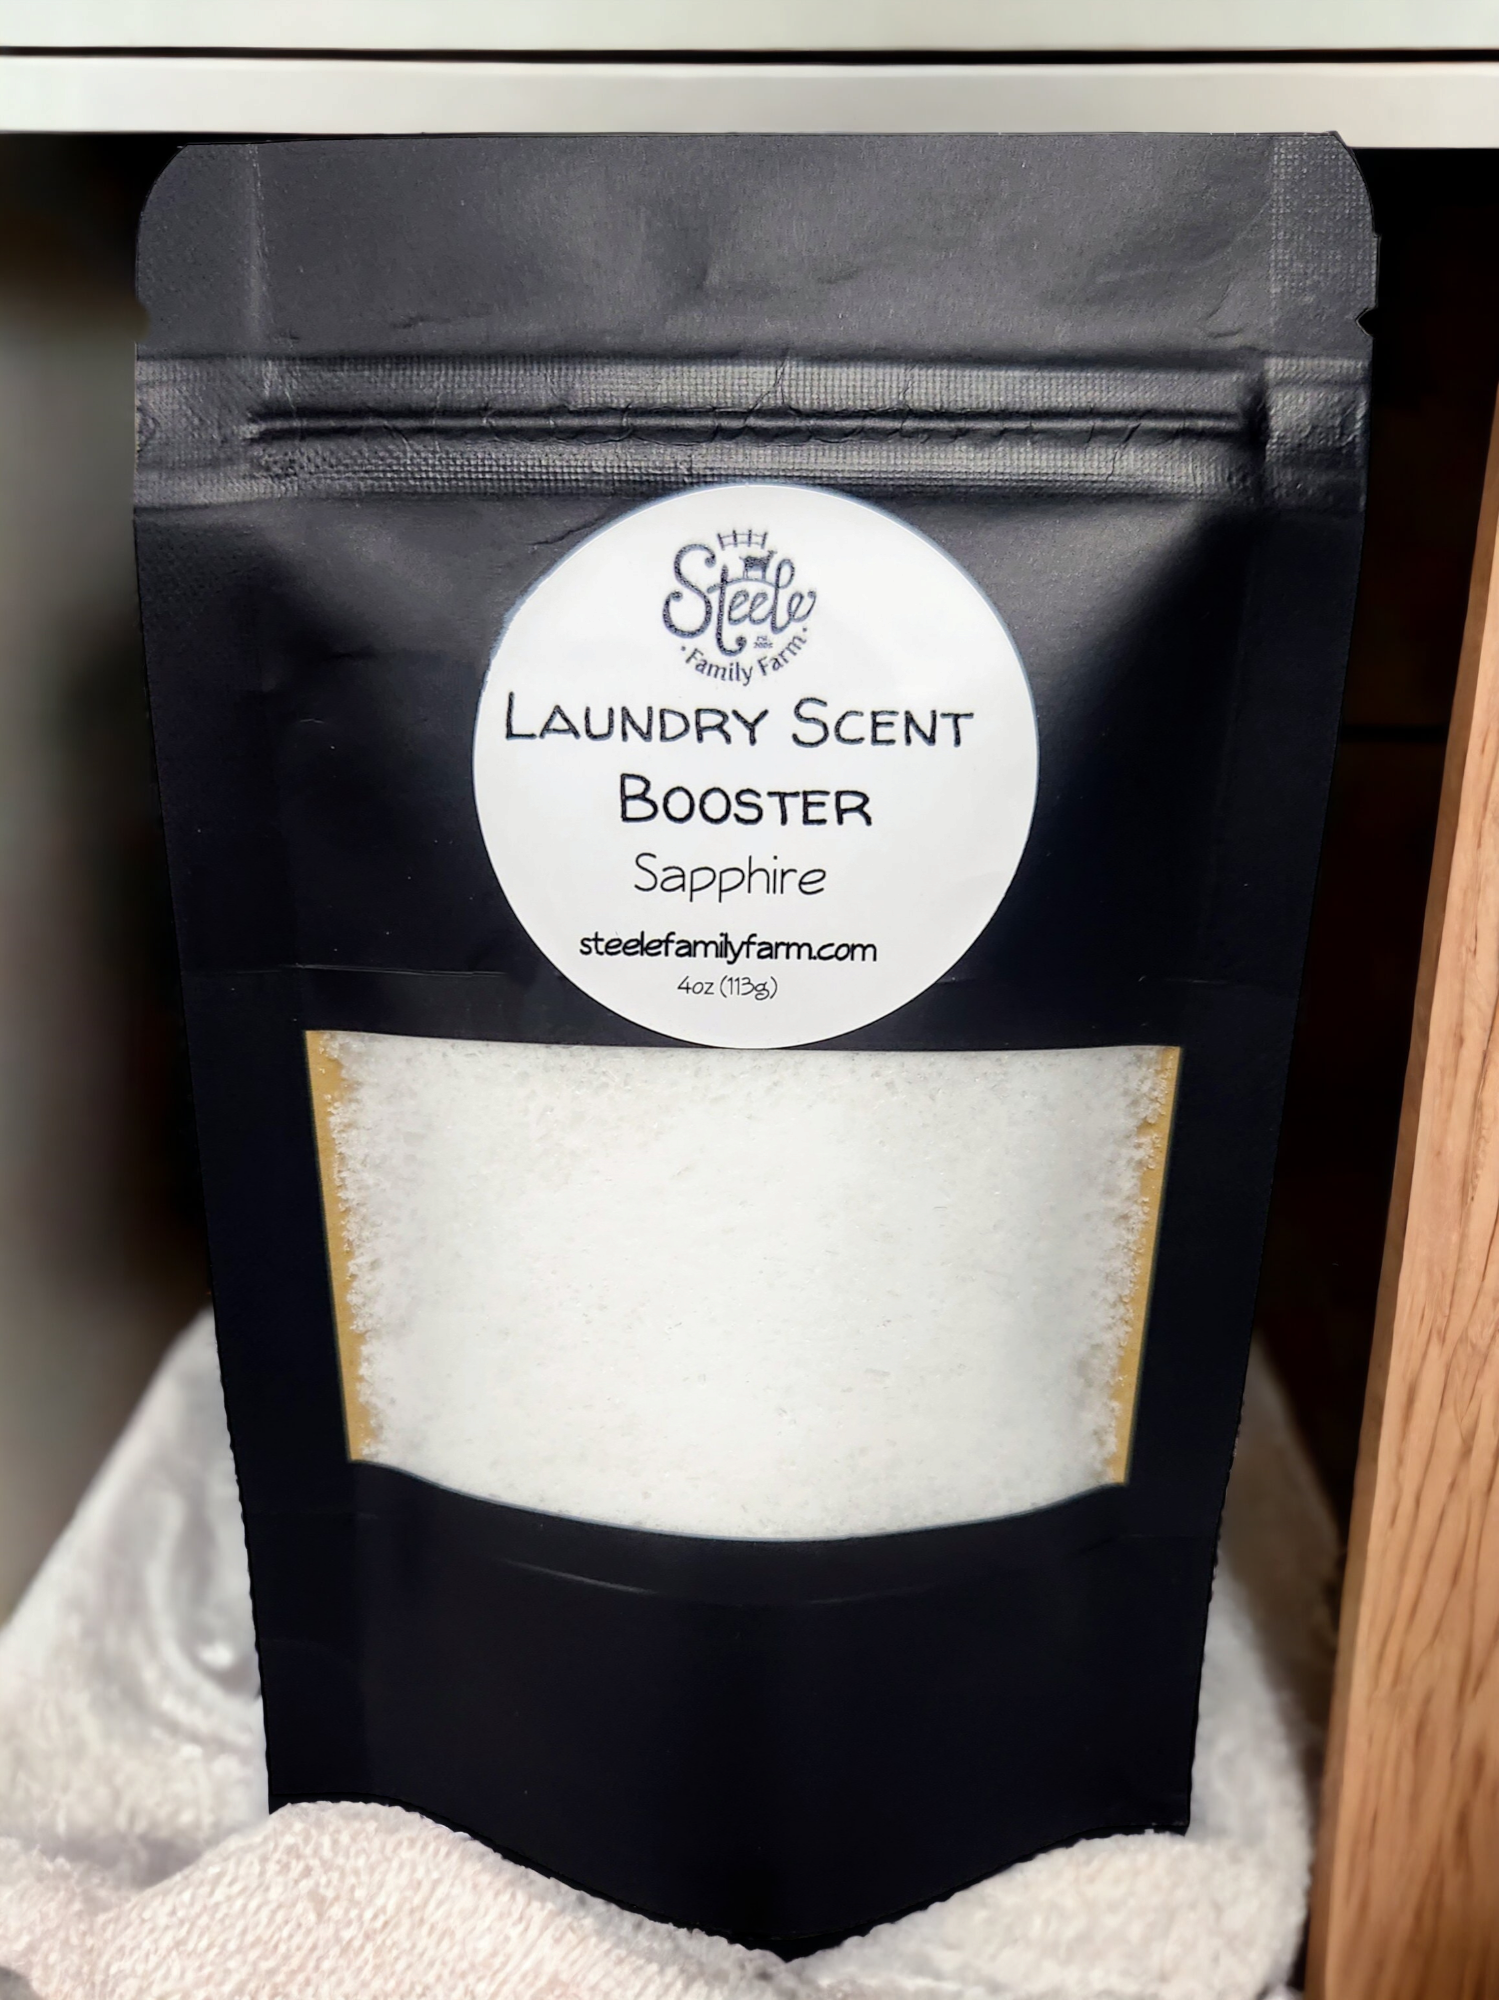 Steele
Family Farm
LAUNDRY SCENT
BOOSTER
Sapphire
steelefamilyfarm.com
4oz (113g)